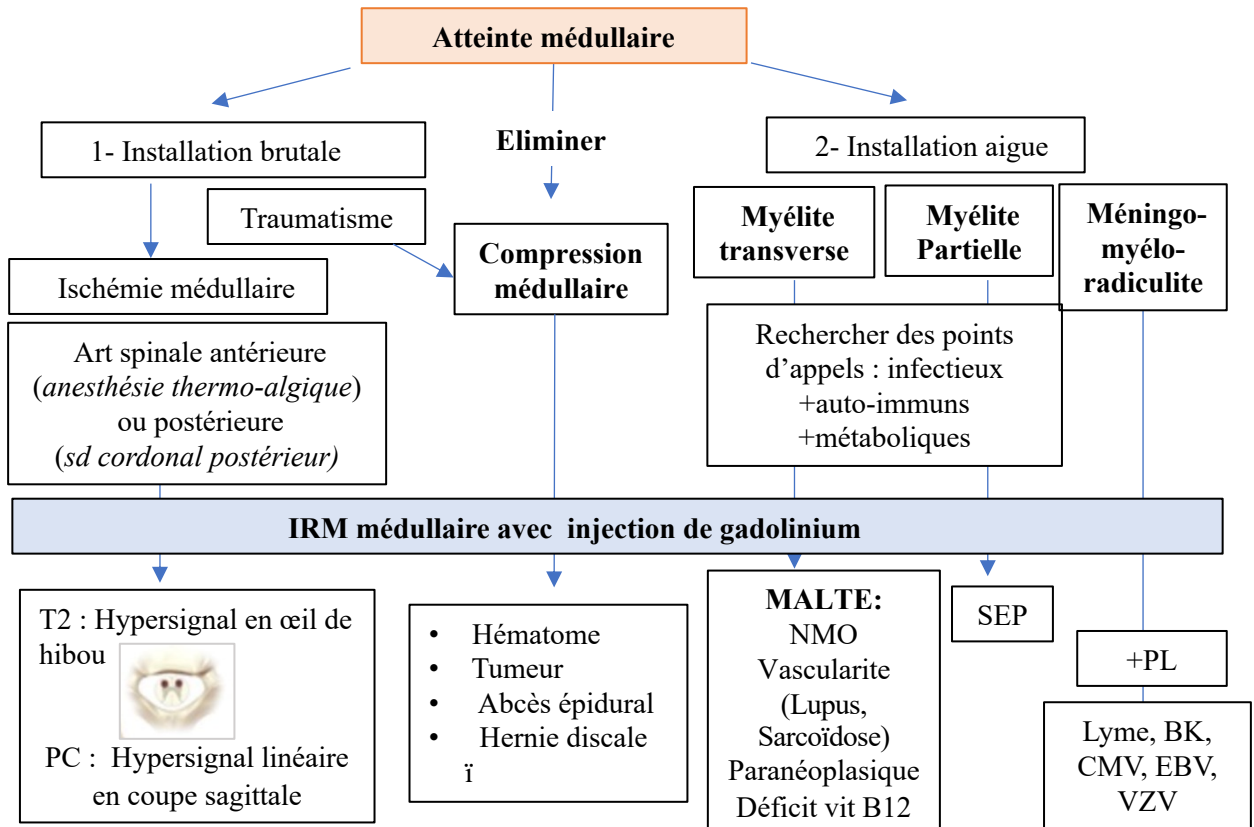 Atteinte médullaire
1- Installation brutale
Eliminer
2- Installation aigue
Traumatisme
Compression
médullaire
Myélite
transverse
Myélite
Partielle
Méningo-
myélo-
radiculite
Ischémie médullaire
Art spinale antérieure
(anesthésie thermo-algique)
ou postérieure
(sd cordonal postérieur)
Rechercher des points
d’appels : infectieux
+auto-immuns
+métaboliques
IRM médullaire avec injection de gadolinium
T2 : Hypersignal en œil de
hibou
PC : Hypersignal linéaire
en coupe sagittale
• Hématome
• Tumeur
• Abcès épidural
• Hernie discale
ï
MALTE:
NMO
Vascularite
(Lupus,
Sarcoïdose)
Paranéoplasique
Déficit vit B12
SEP
+PL
Lyme, BK,
CMV, EBV,
VZV